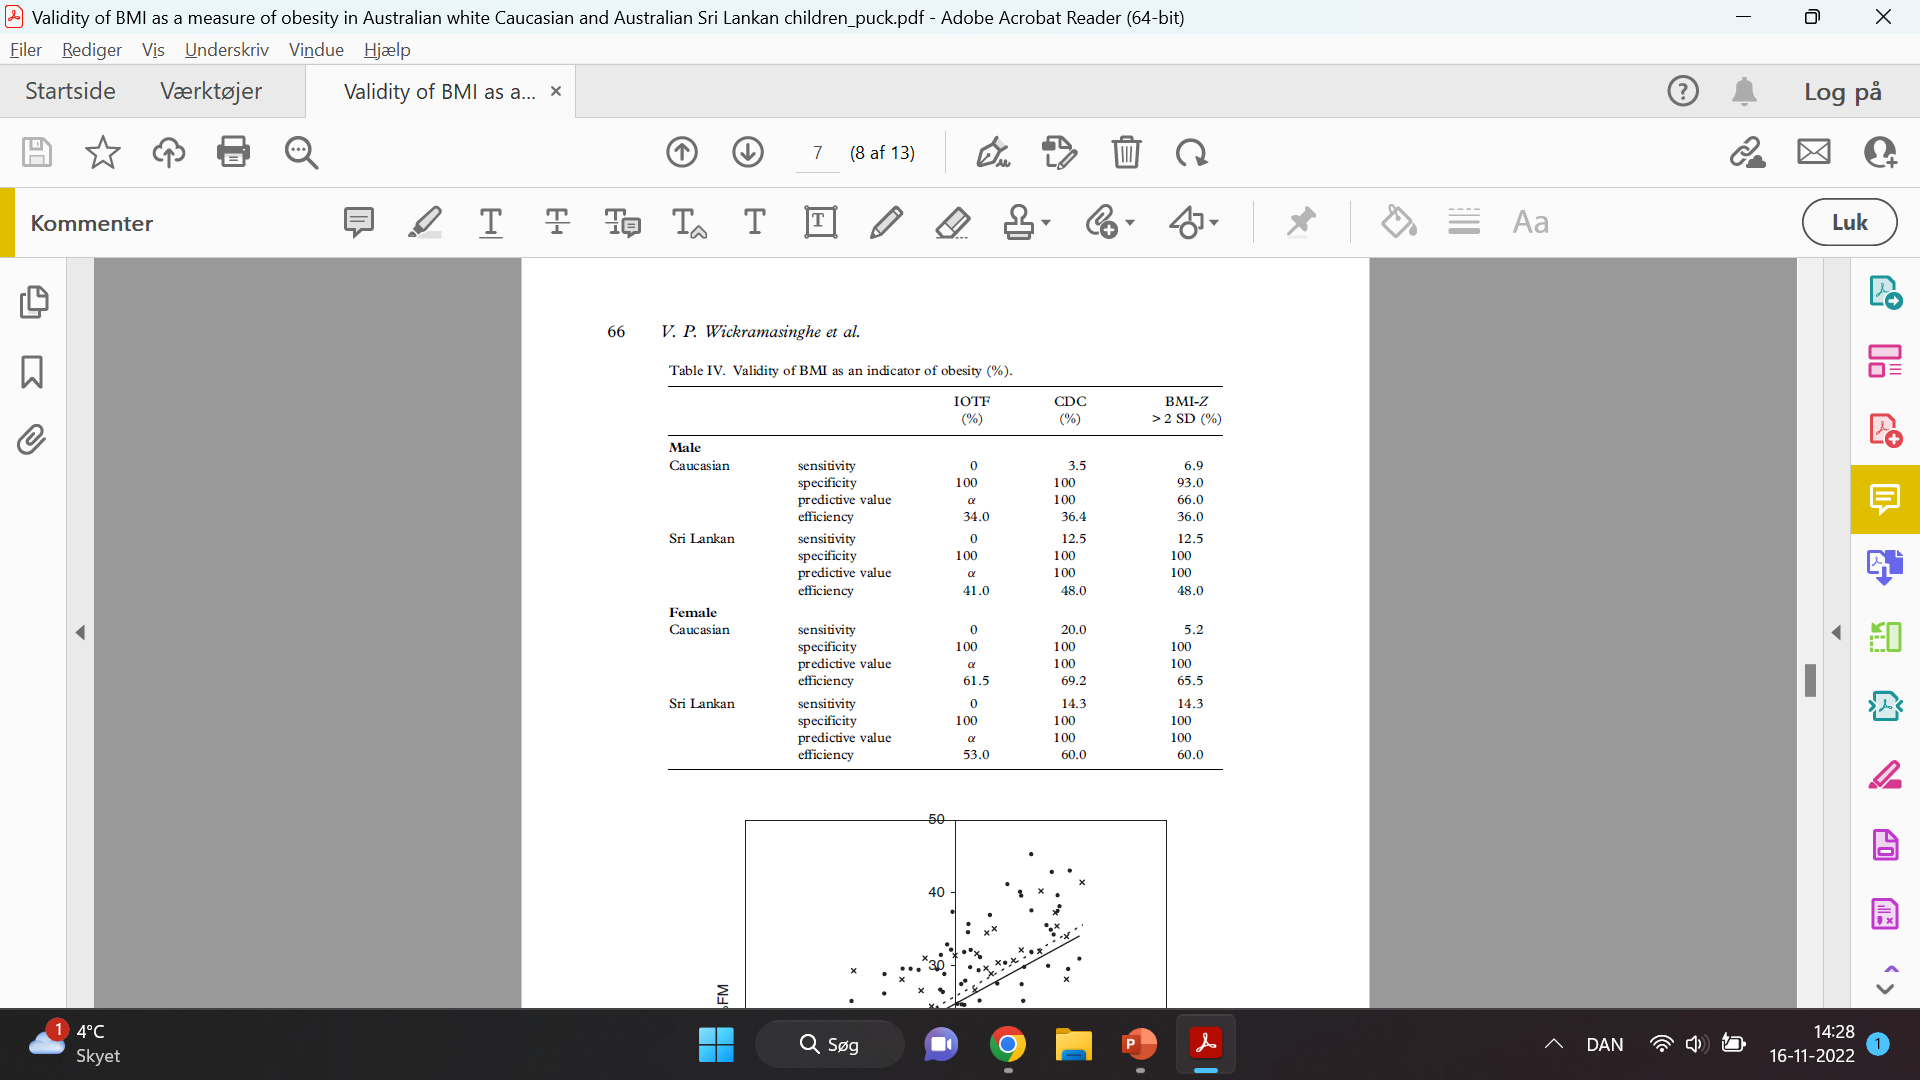 Validity of BMI as a measure of obesity in Australian white Caucasian and Australian Sri Lankan children_puck.pdf - Adobe Acrobat Reader (64-bit)
Filer Rediger Vis Underskriv Vindue Hjælp
Startside Værktøjer Validity of BMI as a... × Log på
7 (8 af 13)
Kommenter Luk
66 V. P. Wickramasinghe et al.
Table IV. Validity of BMI as an indicator of obesity (%).
IOTF CDC BMI-Z
(%) (%) > 2 SD (%)
Male
Caucasian sensitivity 0 3.5 6.9
specificity 100 100 93.0
predictive value α 100 66.0
efficiency 34.0 36.4 36.0
Sri Lankan sensitivity 0 12.5 12.5
specificity 100 100 100
predictive value α 100 100
efficiency 41.0 48.0 48.0
Female
Caucasian sensitivity 0 20.0 5.2
specificity 100 100 100
predictive value α 100 100
efficiency 61.5 69.2 65.5
Sri Lankan sensitivity 0 14.3 14.3
specificity 100 100 100
predictive value α 100 100
efficiency 53.0 60.0 60.0
50
40
30
1 4°C
Skyet
Søg
DAN
14:28
16-11-2022
1